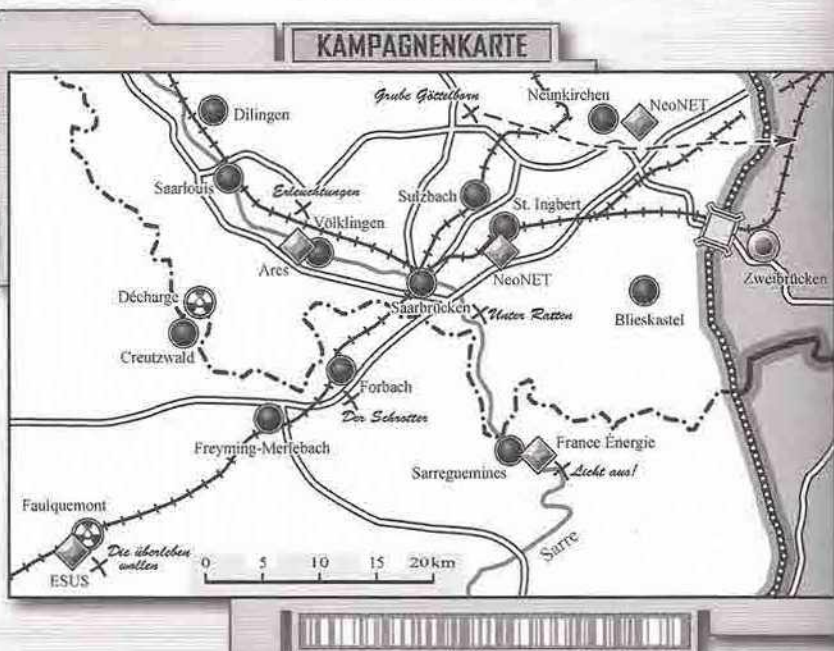 KAMPAGNENKARTE
Grube Göttelborn
Neunkirchen
NeoNET
Dilingen
Saarlouis
Erleuchtungen
Sulzbach
St. Ingbert
Völklingen
Ares
NeoNET
Zweibrücken
Décharge
Saarbrücken
Unter Ratten
Blieskastel
Creutzwald
Forbach
Der Schrotter
Freyming-Merlebach
France Énergie
Sarreguemines
Licht aus!
Faulquemont
Die überleben
wollen
ESUS
Sarre
0 5 10 15 20 km